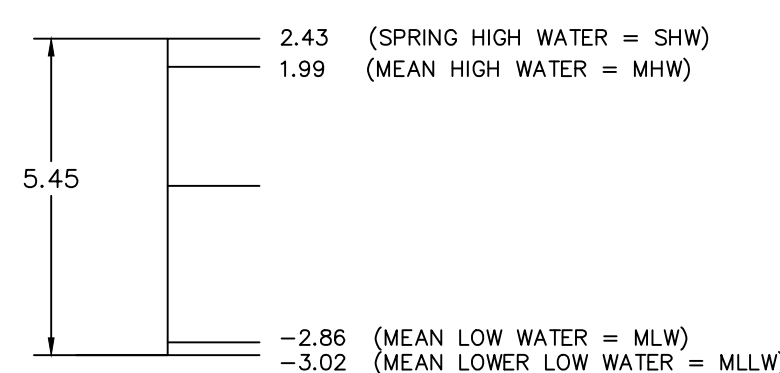 2.43 (SPRING HIGH WATER = SHW)
1.99 (MEAN HIGH WATER = MHW)
5.45
-2.86 (MEAN LOW WATER = MLW)
-3.02 (MEAN LOWER LOW WATER = MLLW)